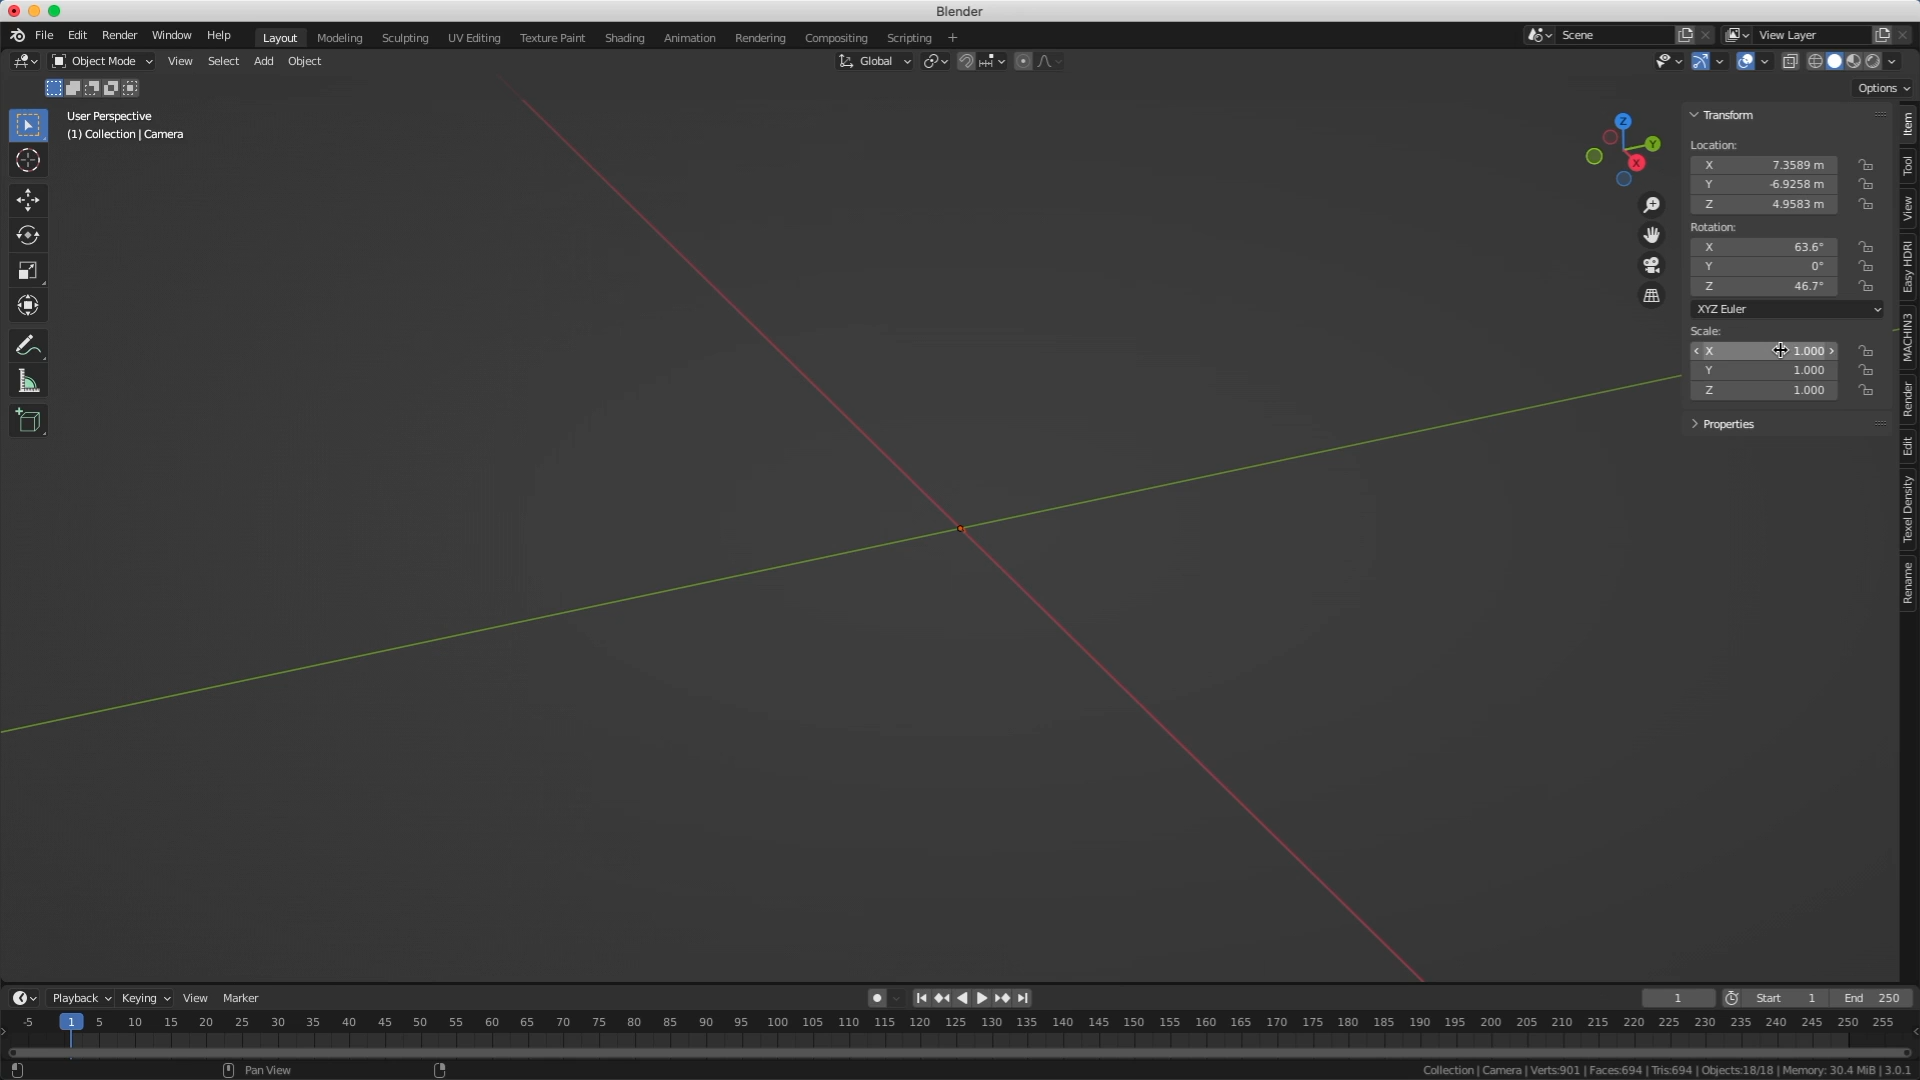 Blender
File Edit Render Window Help Layout Modeling Sculpting UV Editing Texture Paint Shading Animation Rendering Compositing Scripting + Scene View Layer
Object Mode View Select Add Object Global
Options
User Perspective
(1) Collection | Camera
Z
Y
X
Transform
Location:
X 7.3589 m
Y -6.9258 m
Z 4.9583 m
Rotation:
X 63.6°
Y 0°
Z 46.7°
XYZ Euler
Scale:
X 1.000
Y 1.000
Z 1.000
Properties
Item
Tool
View
Easy HDRI
MACHIN3
Render
Edit
Texel Density
Rename
Playback Keying View Marker 1 Start 1 End 250
-5 1 5 10 15 20 25 30 35 40 45 50 55 60 65 70 75 80 85 90 95 100 105 110 115 120 125 130 135 140 145 150 155 160 165 170 175 180 185 190 195 200 205 210 215 220 225 230 235 240 245 250 255
Pan View Collection | Camera | Verts:901 | Faces:694 | Tris:694 | Objects:18/18 | Memory: 30.4 MiB | 3.0.1